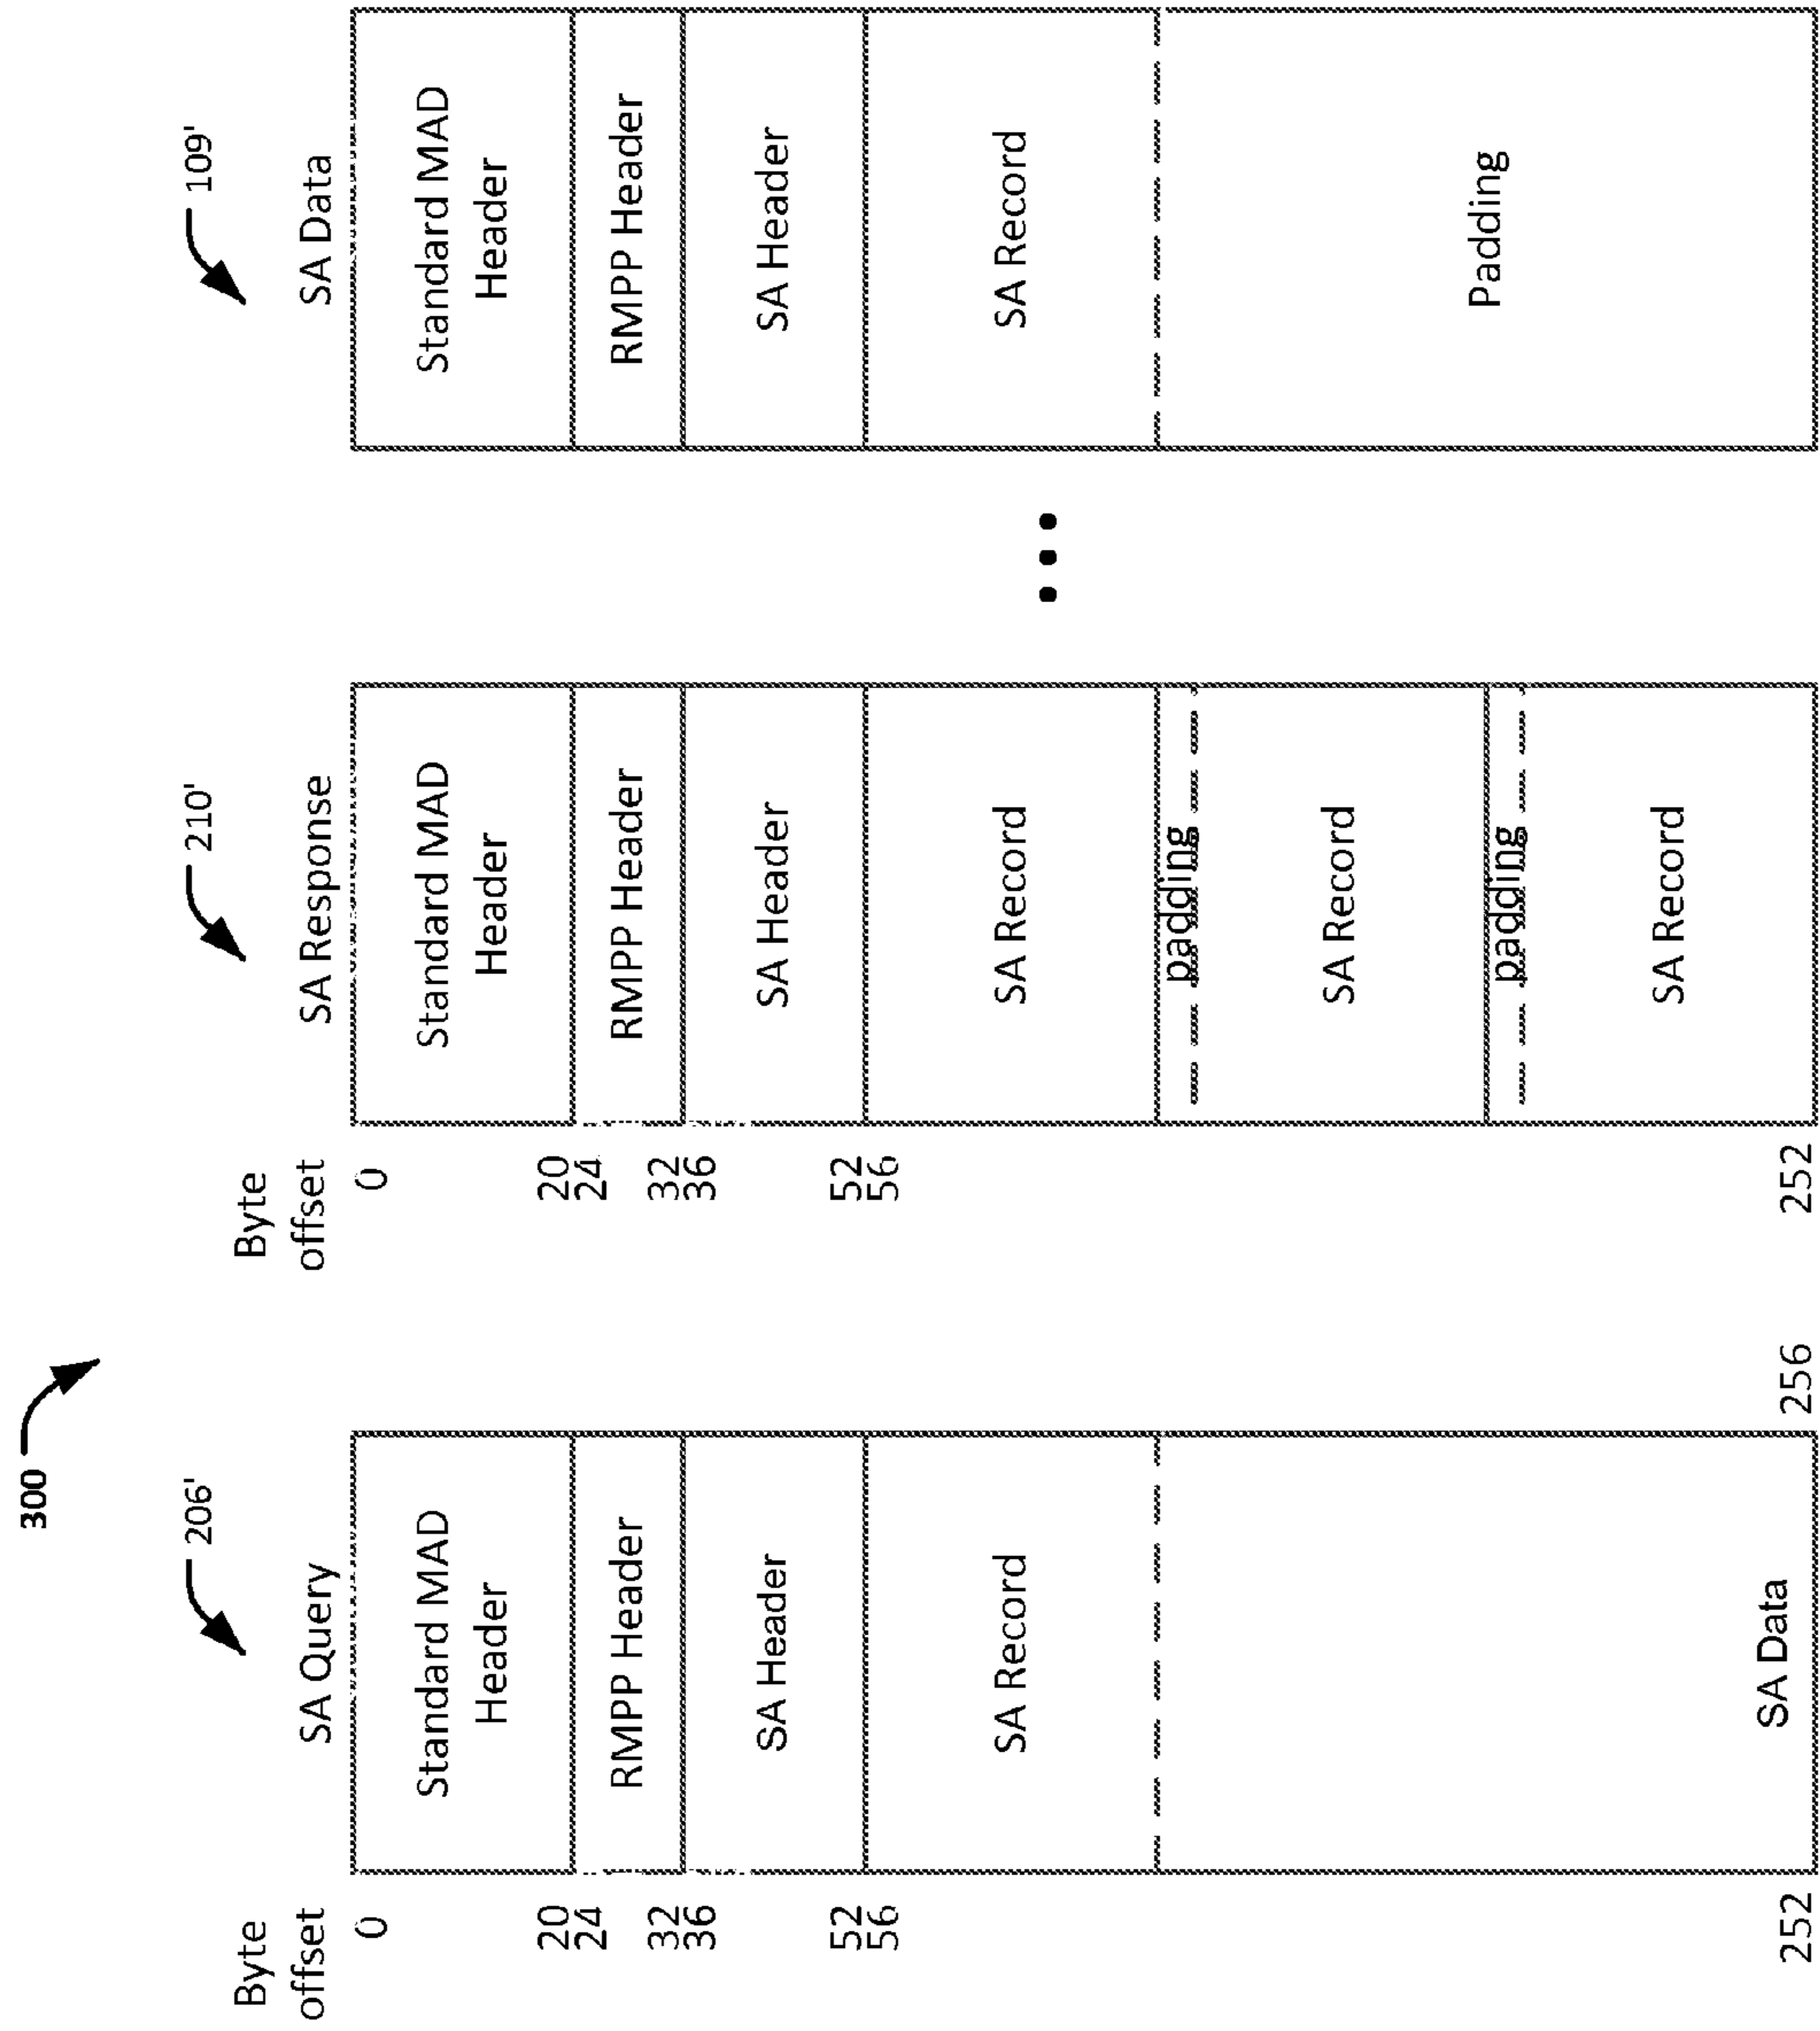 300
206'
SA Query
Byte
offset
0
20
24
32
36
52
56
252
Standard MAD
Header
RMPP Header
SA Header
SA Record
SA Data
256
210'
SA Response
Byte
offset
0
20
24
32
36
52
56
252
Standard MAD
Header
RMPP Header
SA Header
SA Record
padding
SA Record
padding
SA Record
...
109'
SA Data
Standard MAD
Header
RMPP Header
SA Header
SA Record
Padding